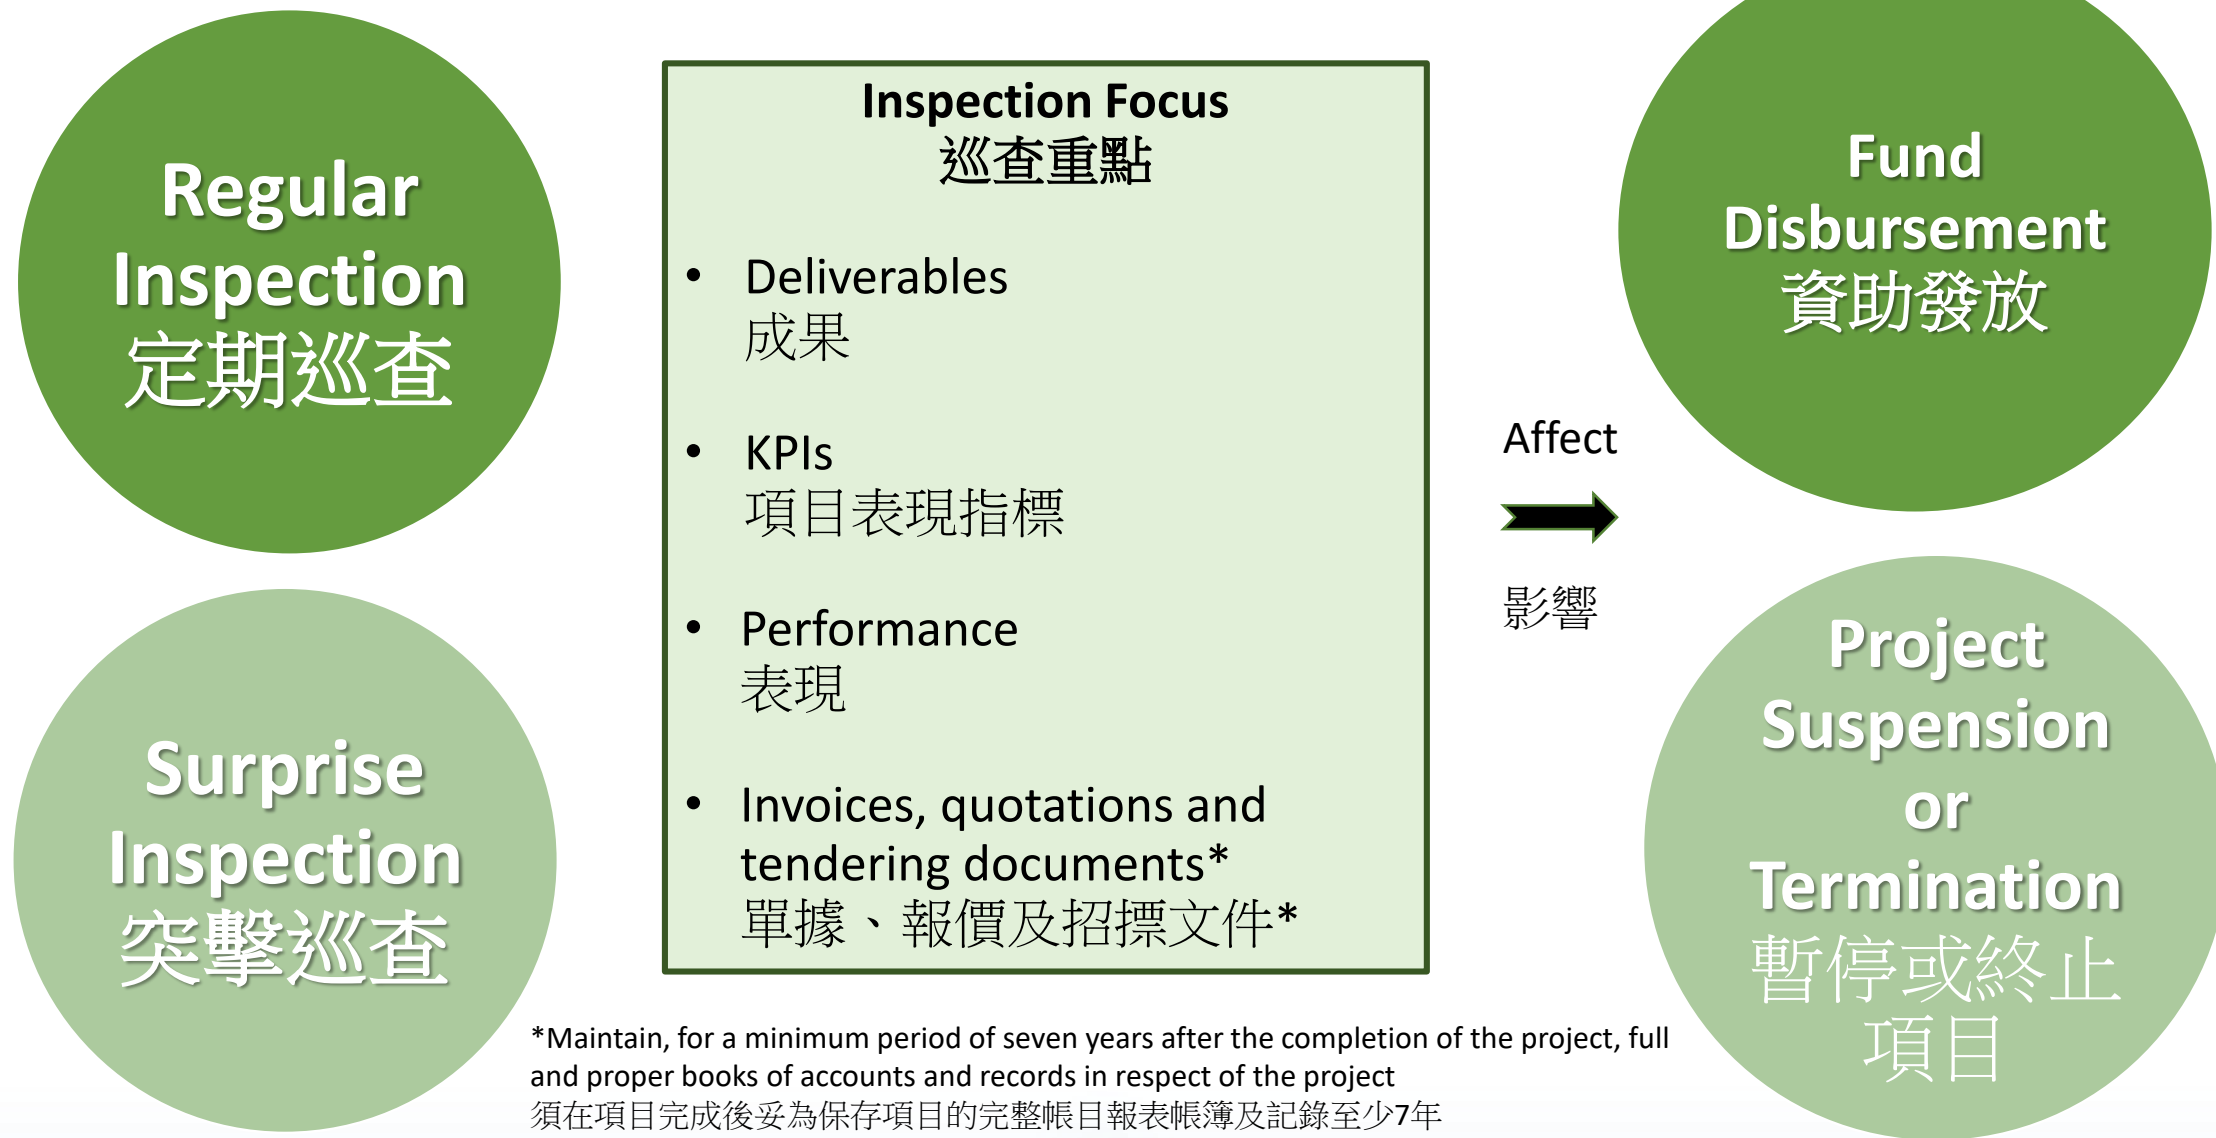 Regular
Inspection
定期巡查
Surprise
Inspection
突擊巡查
Inspection Focus
巡查重點
• Deliverables
成果
• KPIs
項目表現指標
• Performance
表現
• Invoices, quotations and
tendering documents*
單據、報價及招摽文件*
Affect
影響
Fund
Disbursement
資助發放
Project
Suspension
or
Termination
暫停或終止
項目
*Maintain, for a minimum period of seven years after the completion of the project, full
and proper books of accounts and records in respect of the project
須在項目完成後妥為保存項目的完整帳目報表帳簿及記錄至少7年